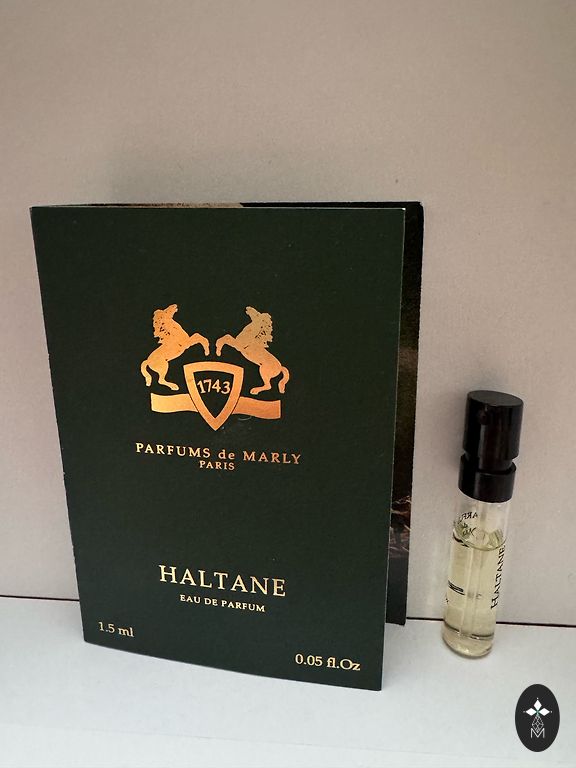 1743
PARFUMS de MARLY
PARIS
HALTANE
EAU DE PARFUM
1.5 ml
0.05 fl.Oz
HALTANE
M